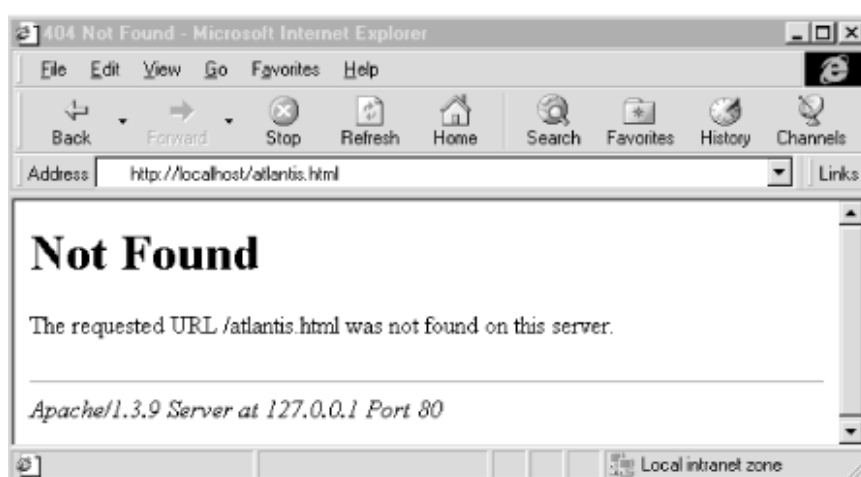 404 Not Found - Microsoft Internet Explorer
File Edit View Go Favorites Help
Back Forward Stop Refresh Home Search Favorites History Channels
Address http://localhost/atlantis.html Links
Not Found
The requested URL /atlantis.html was not found on this server.
Apache/1.3.9 Server at 127.0.0.1 Port 80
Local intranet zone